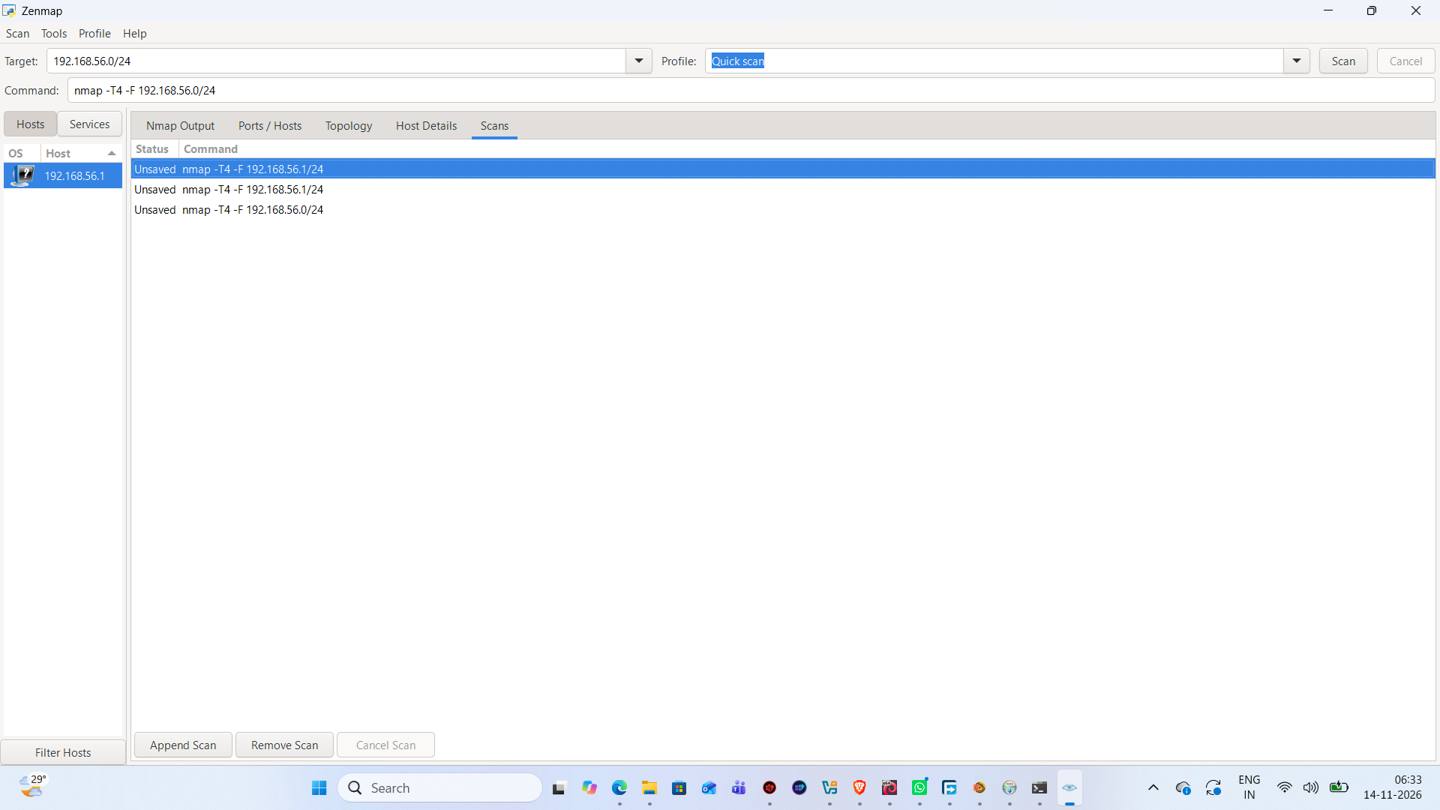 Zenmap
Scan Tools Profile Help
Target: 192.168.56.0/24 Profile: Quick scan Scan Cancel
Command: nmap -T4 -F 192.168.56.0/24
Hosts Services Nmap Output Ports / Hosts Topology Host Details Scans
OS Host Status Command
192.168.56.1
Unsaved nmap -T4 -F 192.168.56.1/24
Unsaved nmap -T4 -F 192.168.56.1/24
Unsaved nmap -T4 -F 192.168.56.0/24
Append Scan Remove Scan Cancel Scan
Filter Hosts
29°
Search
ENG
IN
06:33
14-11-2026